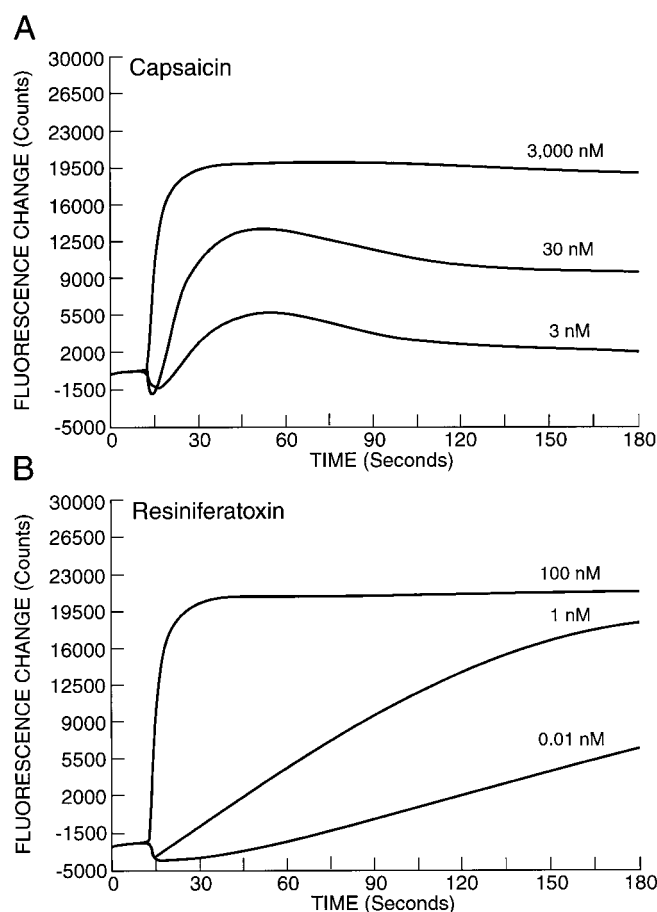 A
Capsaicin
FLUORESCENCE CHANGE (Counts)
30000
26500
23000
19500
16000
12500
9000
5500
2000
-1500
-5000
3,000 nM
30 nM
3 nM
0 30 60 90 120 150 180
TIME (Seconds)
B
Resiniferatoxin
FLUORESCENCE CHANGE (Counts)
30000
26500
23000
19500
16000
12500
9000
5500
2000
-1500
-5000
100 nM
1 nM
0.01 nM
0 30 60 90 120 150 180
TIME (Seconds)